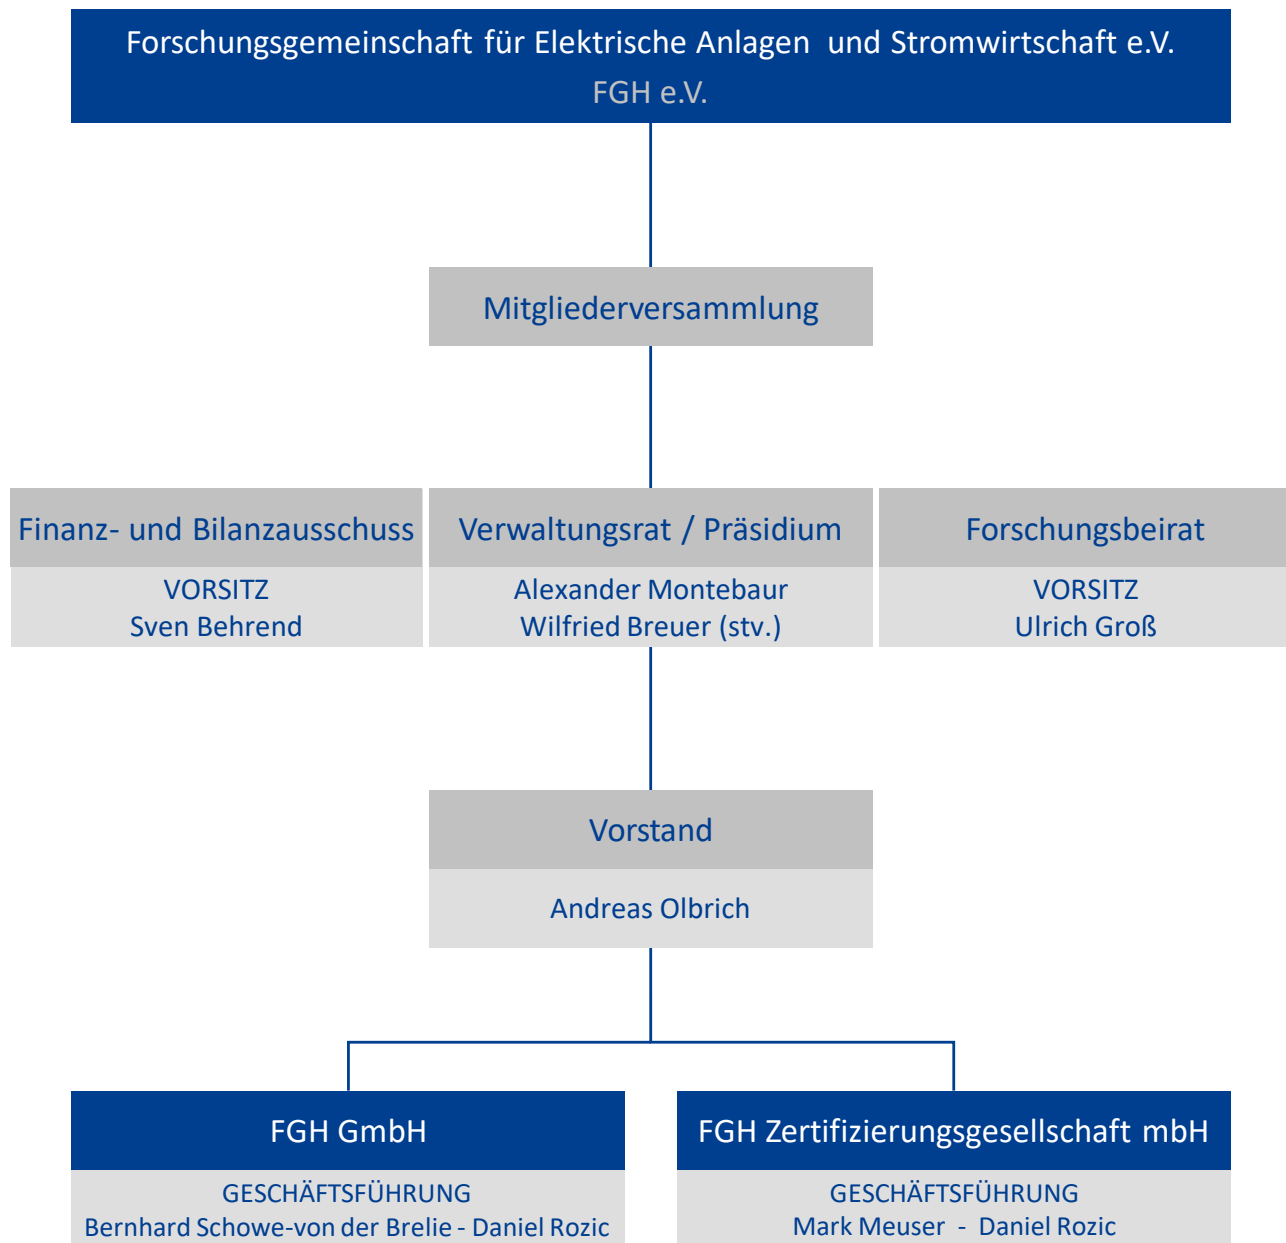 Forschungsgemeinschaft für Elektrische Anlagen und Stromwirtschaft e.V.
FGH e.V.
Mitgliederversammlung
Finanz- und Bilanzausschuss
VORSITZ
Sven Behrend
Verwaltungsrat / Präsidium
Alexander Montebaur
Wilfried Breuer (stv.)
Forschungsbeirat
VORSITZ
Ulrich Groß
Vorstand
Andreas Olbrich
FGH GmbH
GESCHÄFTSFÜHRUNG
Bernhard Schowe-von der Brelie - Daniel Rozic
FGH Zertifizierungsgesellschaft mbH
GESCHÄFTSFÜHRUNG
Mark Meuser - Daniel Rozic